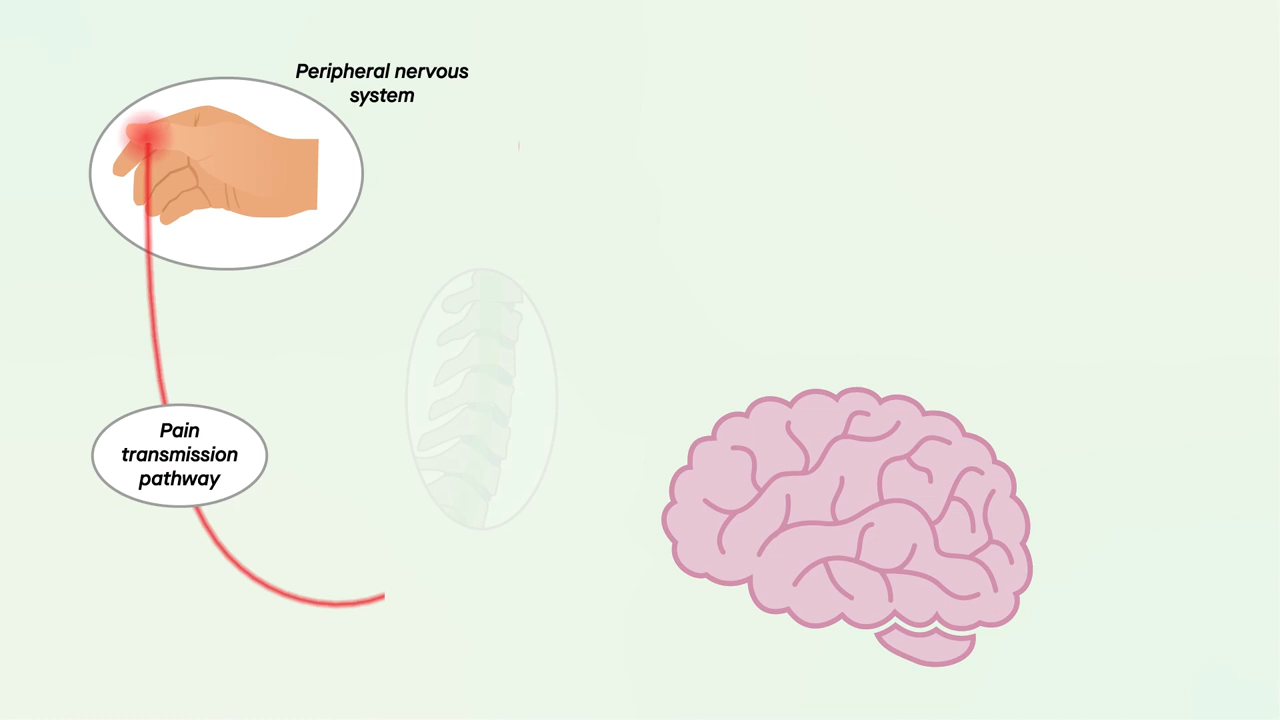 Peripheral nervous
system
Pain
transmission
pathway